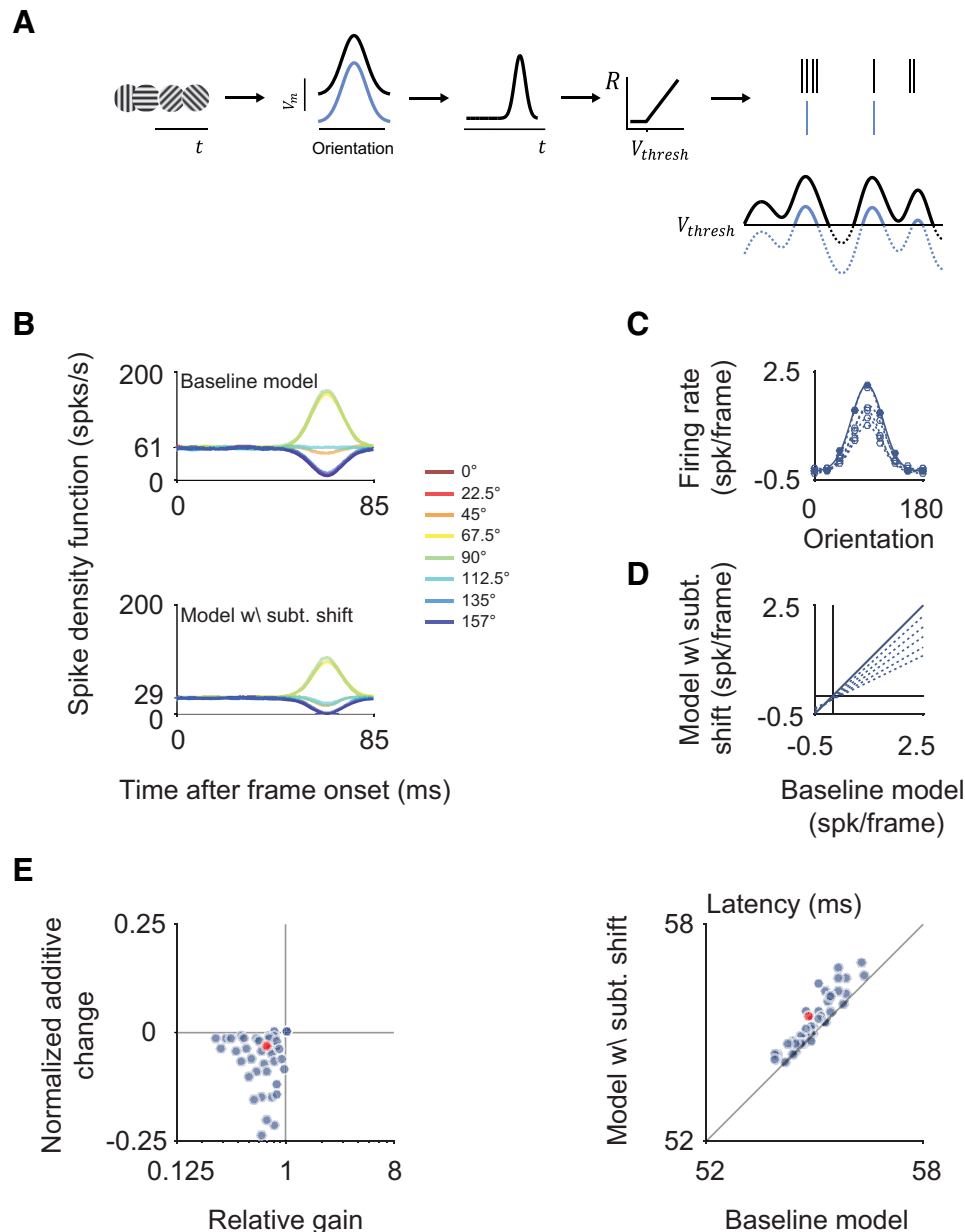 A
V_m
t
Orientation
t
R
V_thresh
V_thresh
B
Spike density function (spks/s)
200
Baseline model
61
0
0
85
0°
22.5°
45°
67.5°
90°
112.5°
135°
157°
200
Model w\ subt. shift
29
0
0
85
Time after frame onset (ms)
C
Firing rate
(spk/frame)
2.5
-0.5
0
180
Orientation
D
Model w\ subt.
shift (spk/frame)
2.5
-0.5
-0.5
2.5
Baseline model
(spk/frame)
E
Normalized additive
change
0.25
0
-0.25
0.125
1
8
Relative gain
Latency (ms)
Model w\ subt. shift
58
52
52
58
Baseline model